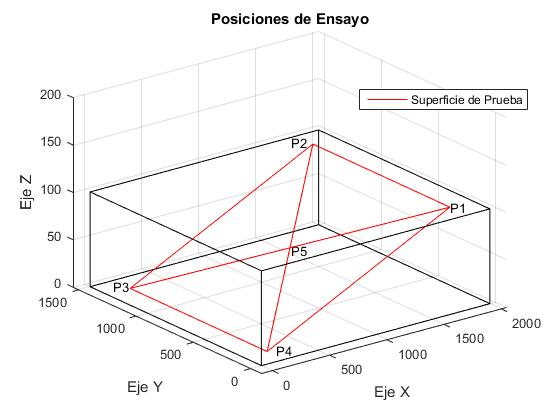 Posiciones de Ensayo
Superficie de Prueba
200
150
100
50
0
Eje Z
P2
P1
P5
P3
P4
1500
1000
500
0
Eje Y
0
500
1000
1500
2000
Eje X